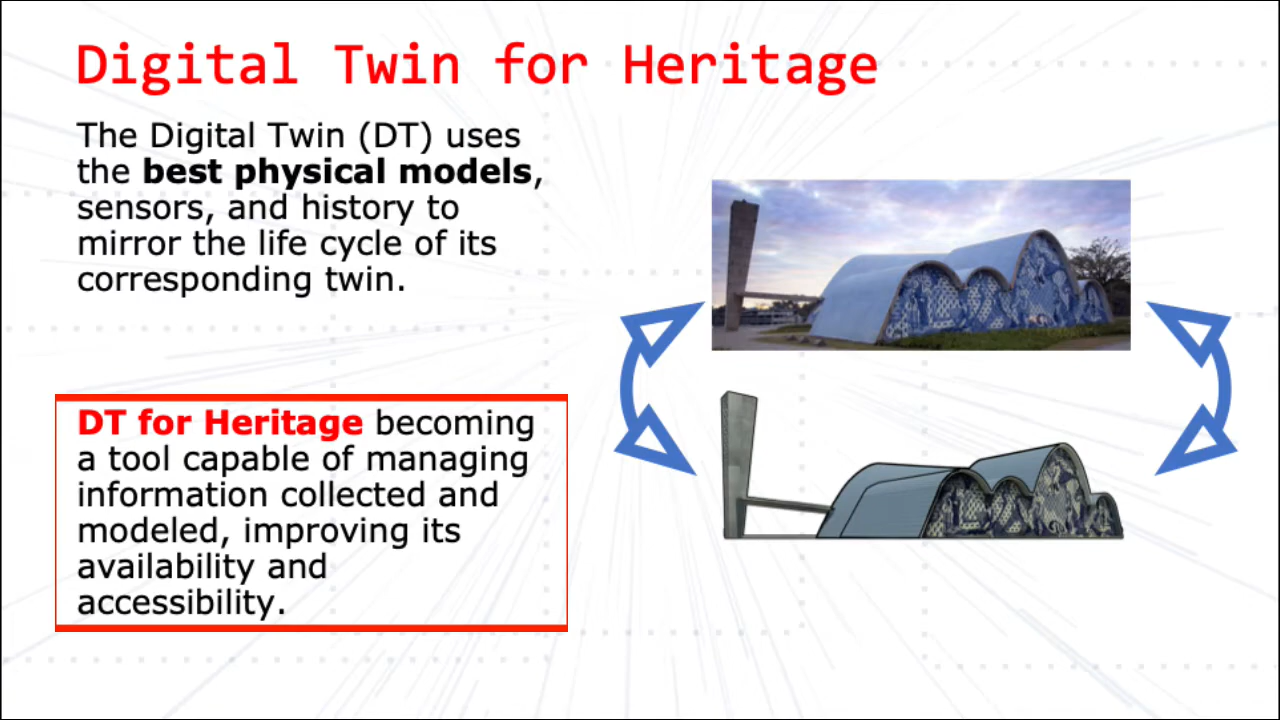 Digital Twin for Heritage
The Digital Twin (DT) uses
the best physical models,
sensors, and history to
mirror the life cycle of its
corresponding twin.
DT for Heritage becoming
a tool capable of managing
information collected and
modeled, improving its
availability and
accessibility.